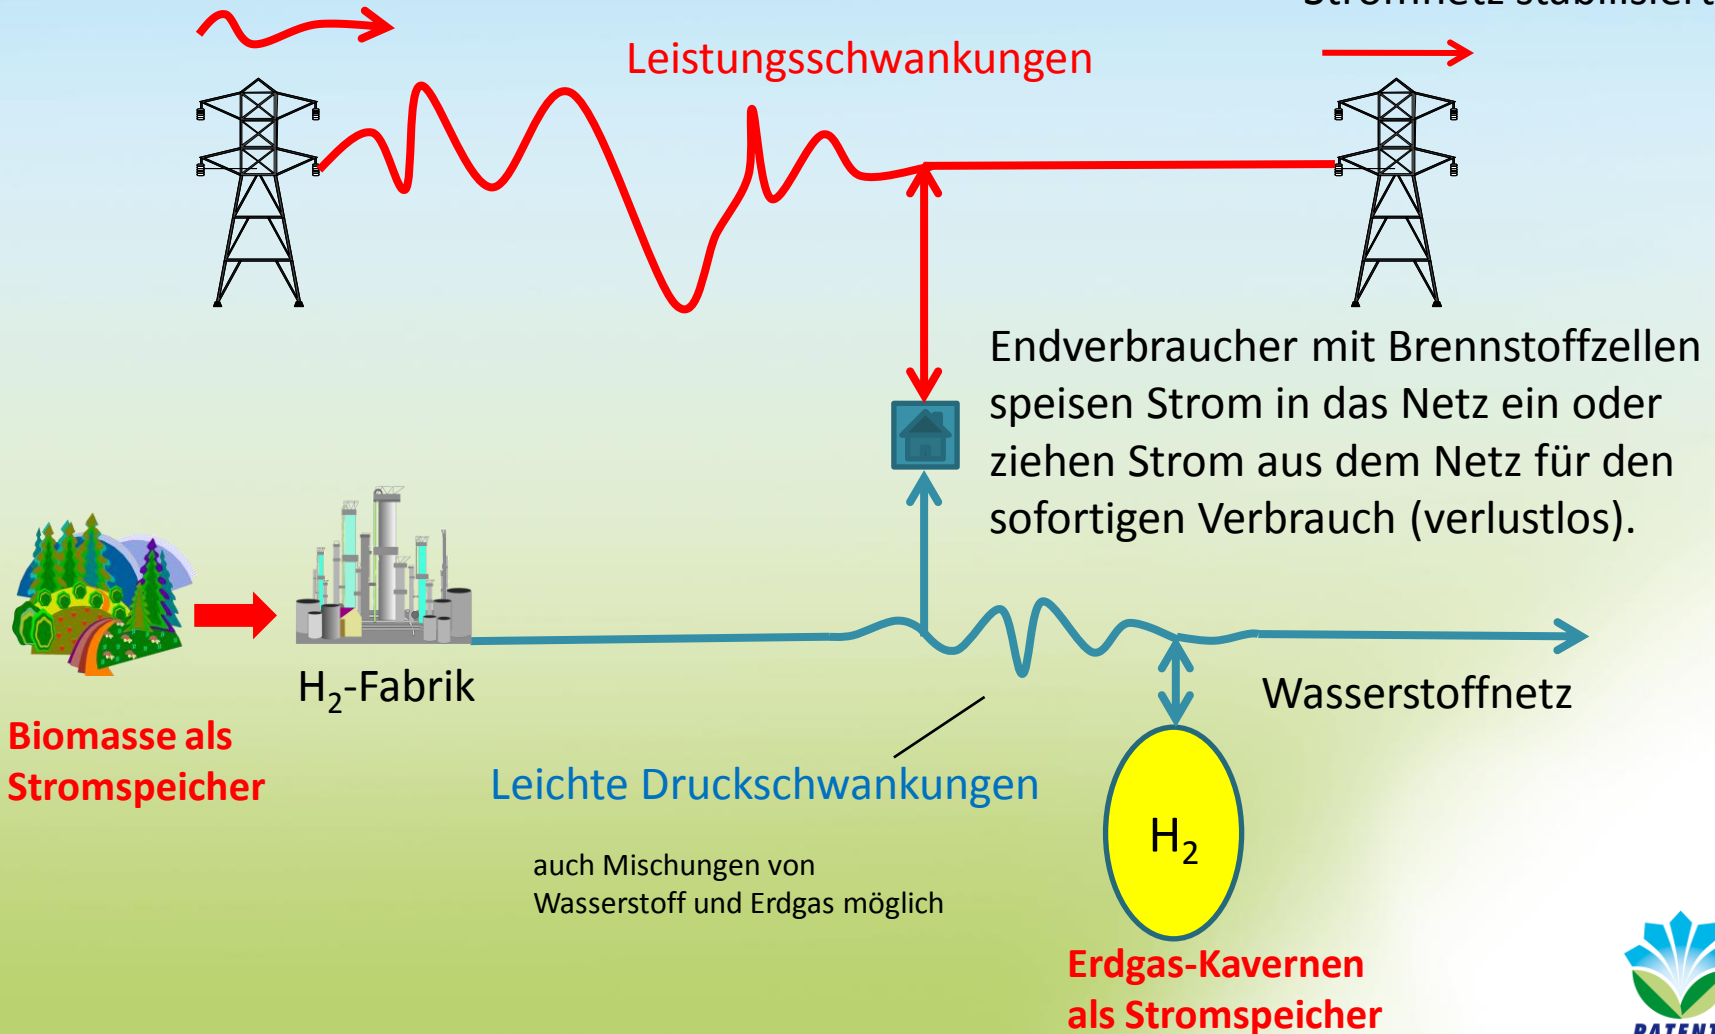 Stromnetz stabilisiert
Leistungsschwankungen
Endverbraucher mit Brennstoffzellen
speisen Strom in das Netz ein oder
ziehen Strom aus dem Netz für den
sofortigen Verbrauch (verlustlos).
H₂-Fabrik
Wasserstoffnetz
Biomasse als
Stromspeicher
Leichte Druckschwankungen
H₂
auch Mischungen von
Wasserstoff und Erdgas möglich
Erdgas-Kavernen
als Stromspeicher